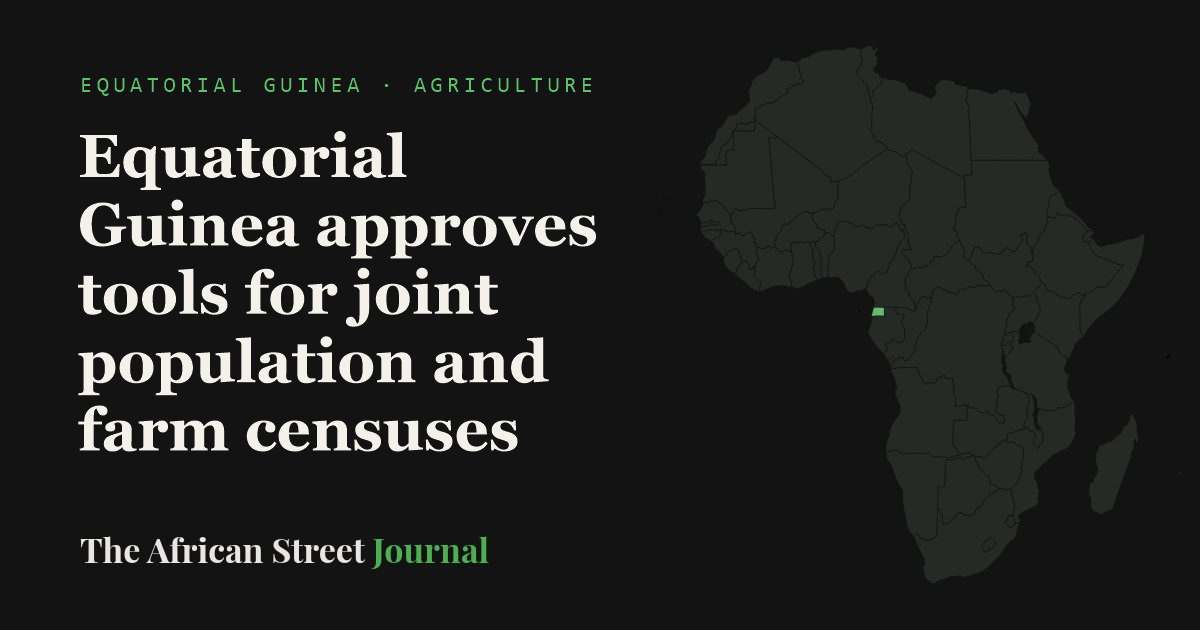 EQUATORIAL GUINEA · AGRICULTURE
Equatorial
Guinea approves
tools for joint
population and
farm censuses
The African Street Journal